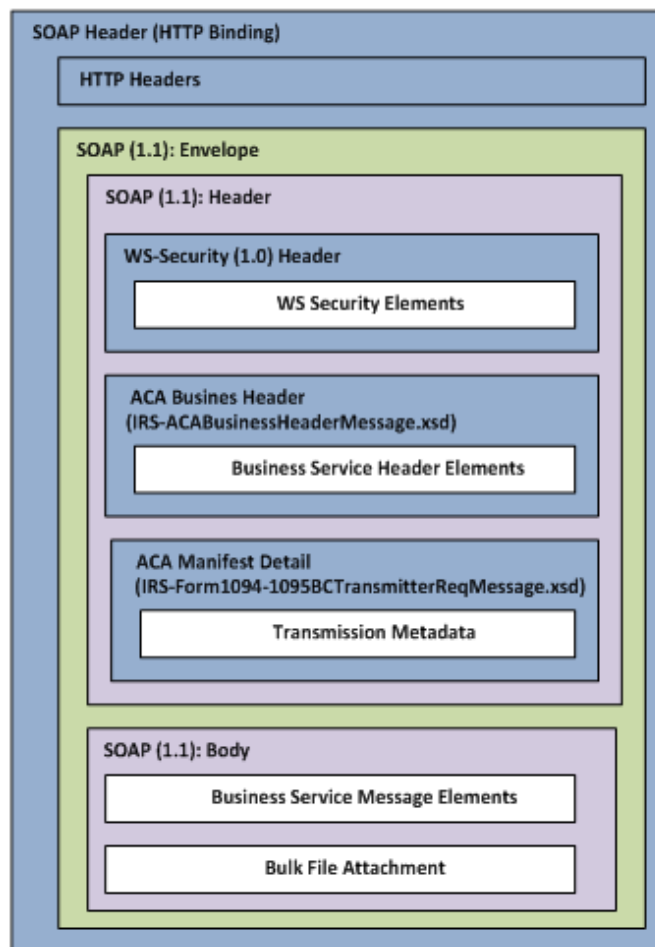 SOAP Header (HTTP Binding)
HTTP Headers
SOAP (1.1): Envelope
SOAP (1.1): Header
WS-Security (1.0) Header
WS Security Elements
ACA Busines Header
(IRS-ACABusinessHeaderMessage.xsd)
Business Service Header Elements
ACA Manifest Detail
(IRS-Form1094-1095BCTransmitterReqMessage.xsd)
Transmission Metadata
SOAP (1.1): Body
Business Service Message Elements
Bulk File Attachment